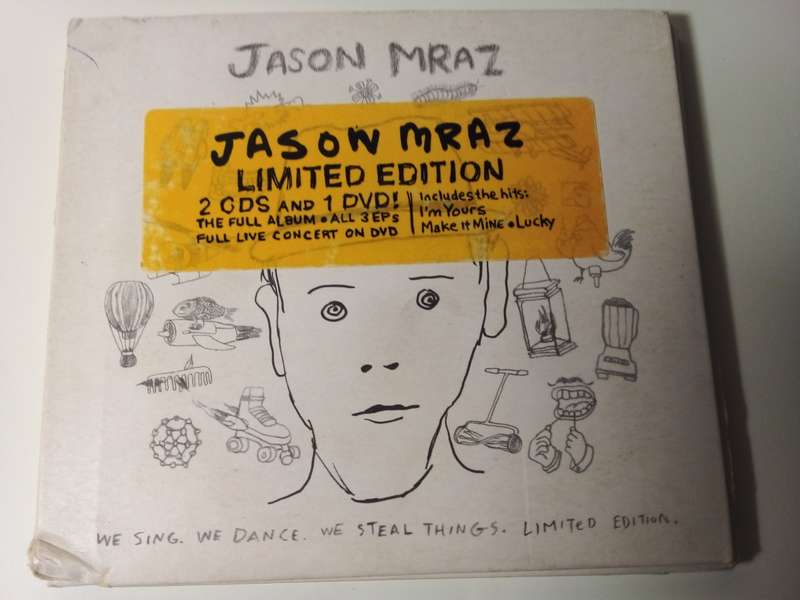 JASON MRAZ
JASON MRAZ
LIMITED EDITION
2 CDS AND 1 DVD!
THE FULL ALBUM • ALL 3 EPs
FULL LIVE CONCERT ON DVD
Includes the hits:
I'm Yours
MAKE IT MINE • LUCKY
WE SING. WE DANCE. WE STEAL THINGS. LIMITED EDITION.